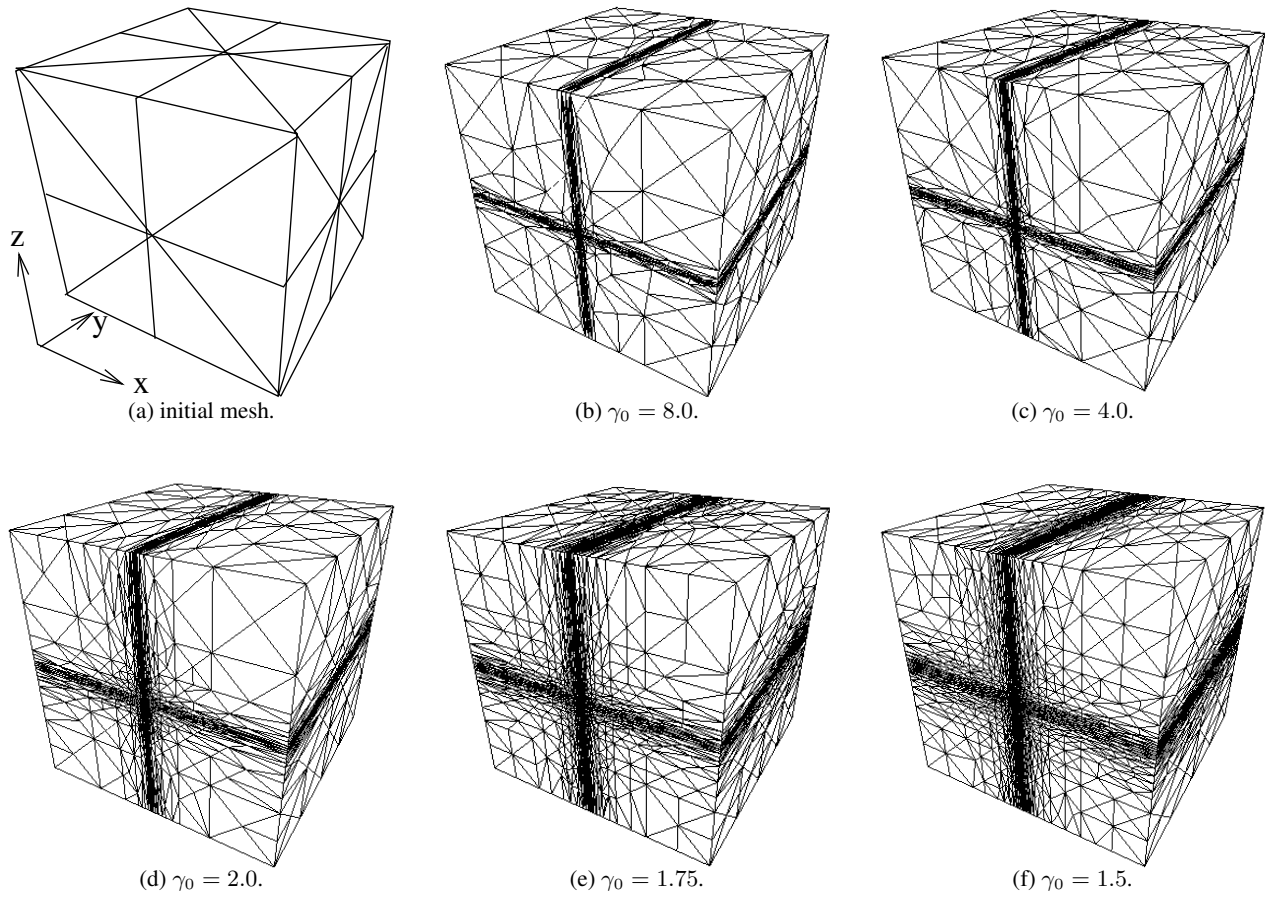 z
y
x
(a) initial mesh.
(b) γ₀ = 8.0.
(c) γ₀ = 4.0.
(d) γ₀ = 2.0.
(e) γ₀ = 1.75.
(f) γ₀ = 1.5.